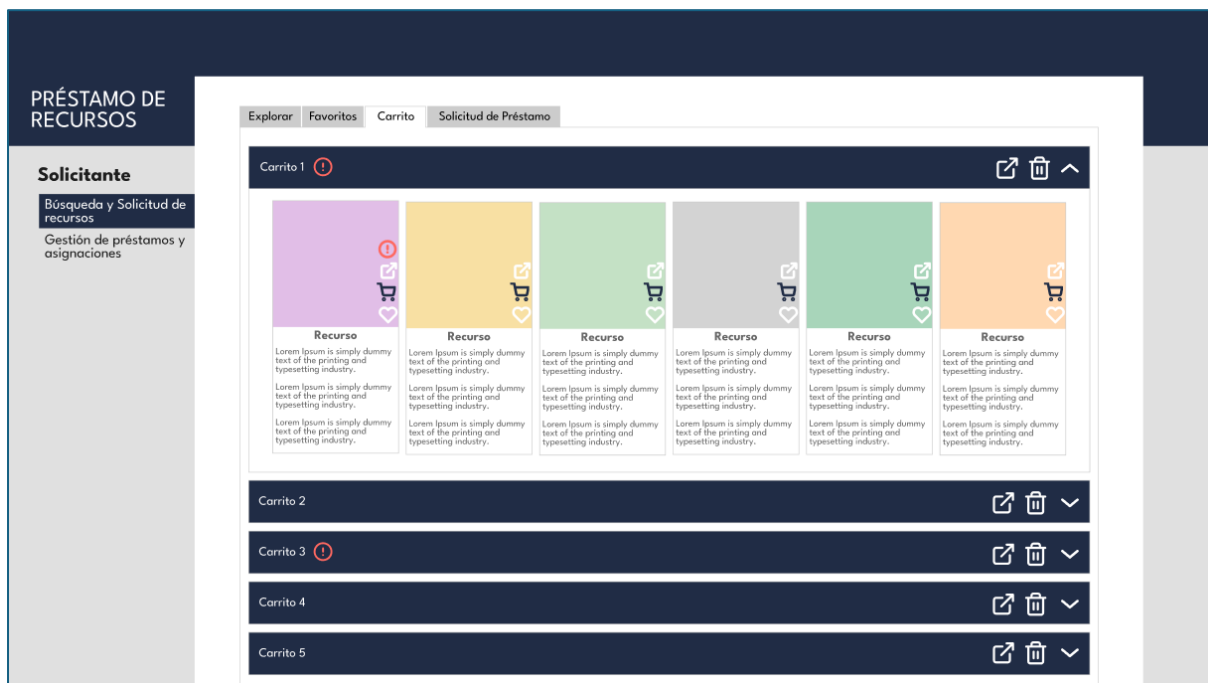 PRÉSTAMO DE
RECURSOS
Solicitante
Búsqueda y Solicitud de
recursos
Gestión de préstamos y
asignaciones
Explorar
Favoritos
Carrito
Solicitud de Préstamo
Carrito 1
Recurso
Lorem Ipsum is simply dummy
text of the printing and
typesetting industry.
Lorem Ipsum is simply dummy
text of the printing and
typesetting industry.
Lorem Ipsum is simply dummy
text of the printing and
typesetting industry.
Recurso
Lorem Ipsum is simply dummy
text of the printing and
typesetting industry.
Lorem Ipsum is simply dummy
text of the printing and
typesetting industry.
Lorem Ipsum is simply dummy
text of the printing and
typesetting industry.
Recurso
Lorem Ipsum is simply dummy
text of the printing and
typesetting industry.
Lorem Ipsum is simply dummy
text of the printing and
typesetting industry.
Lorem Ipsum is simply dummy
text of the printing and
typesetting industry.
Recurso
Lorem Ipsum is simply dummy
text of the printing and
typesetting industry.
Lorem Ipsum is simply dummy
text of the printing and
typesetting industry.
Lorem Ipsum is simply dummy
text of the printing and
typesetting industry.
Recurso
Lorem Ipsum is simply dummy
text of the printing and
typesetting industry.
Lorem Ipsum is simply dummy
text of the printing and
typesetting industry.
Lorem Ipsum is simply dummy
text of the printing and
typesetting industry.
Recurso
Lorem Ipsum is simply dummy
text of the printing and
typesetting industry.
Lorem Ipsum is simply dummy
text of the printing and
typesetting industry.
Lorem Ipsum is simply dummy
text of the printing and
typesetting industry.
Carrito 2
Carrito 3
Carrito 4
Carrito 5